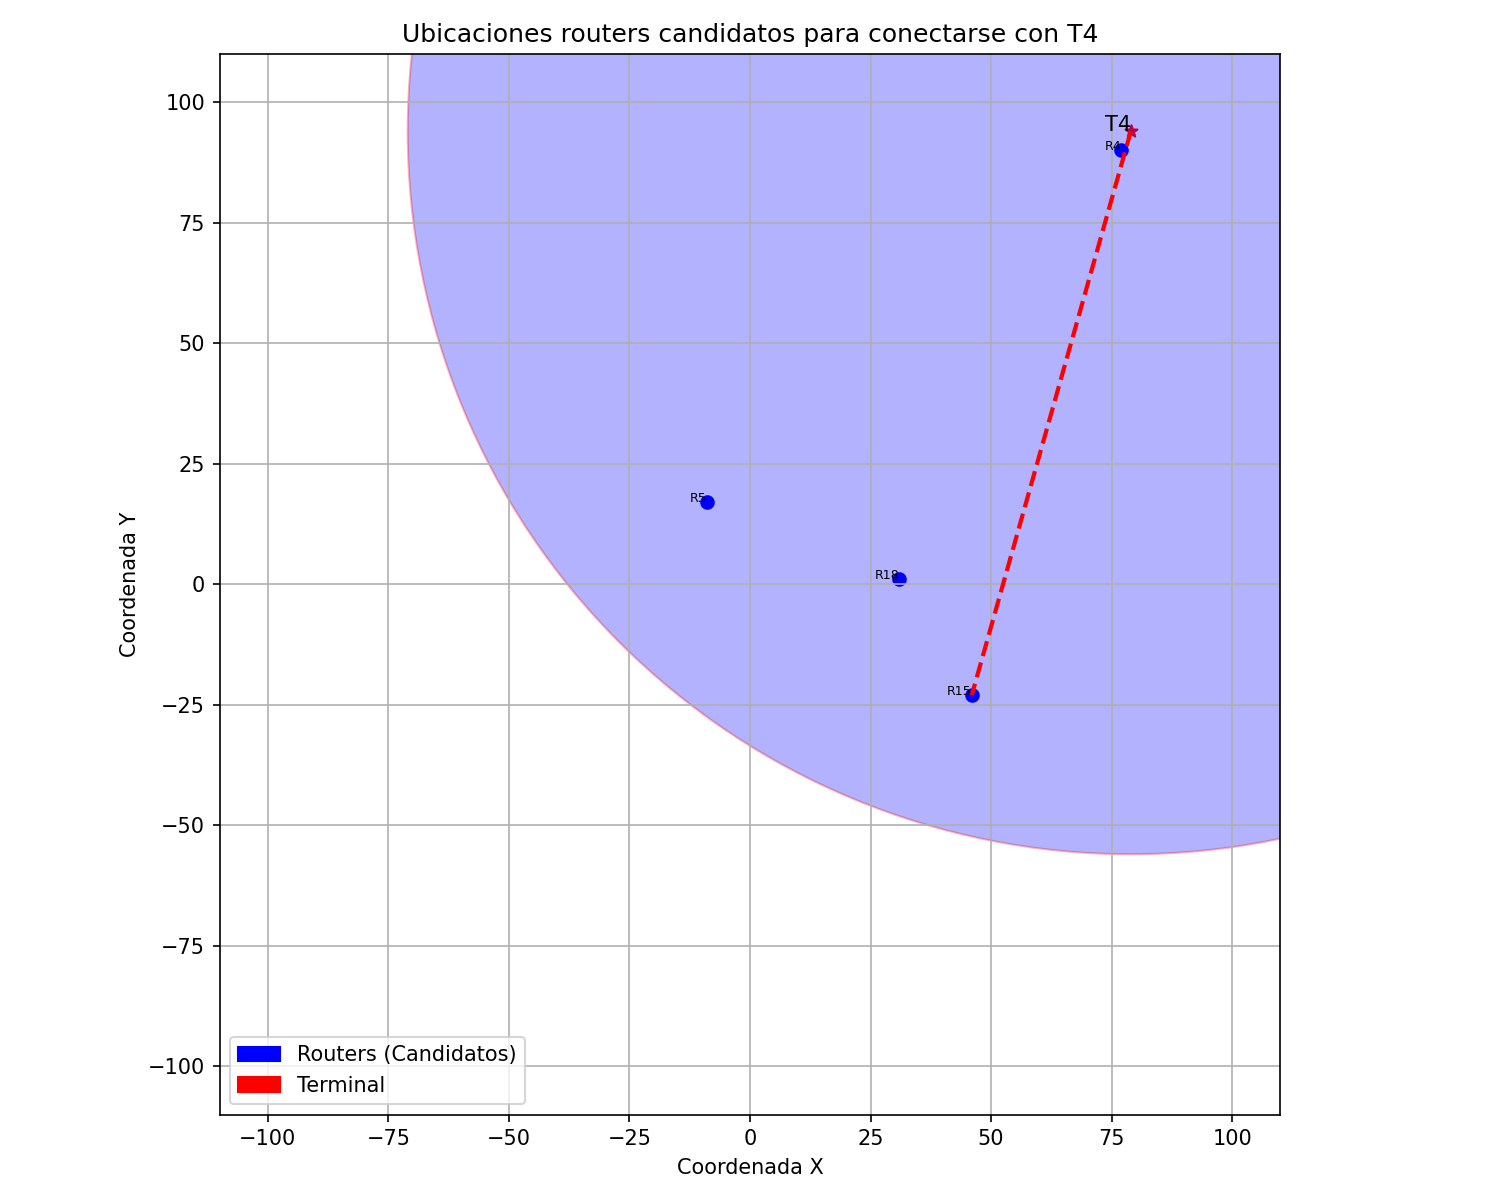 Ubicaciones routers candidatos para conectarse con T4
100
75
50
25
0
−25
−50
−75
−100
Coordenada Y
T4
R4
R5
R18
R15
Routers (Candidatos)
Terminal
−100 −75 −50 −25 0 25 50 75 100
Coordenada X